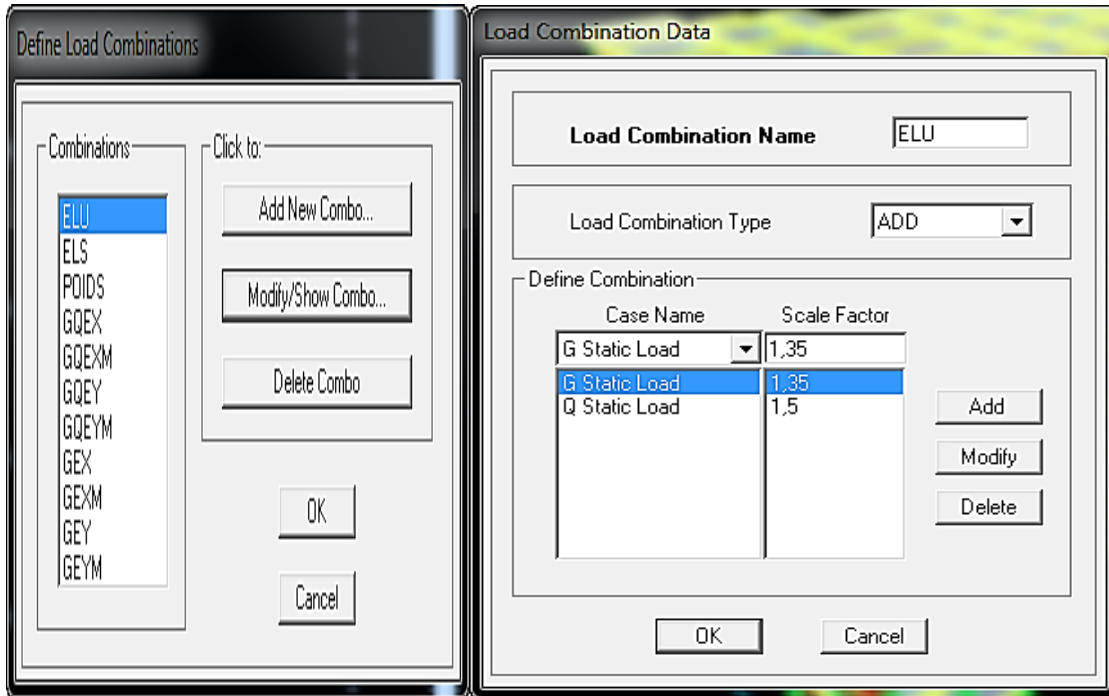 Define Load Combinations
Combinations
ELU
ELS
POIDS
GQEX
GQEXM
GQEY
GQEYM
GEX
GEXM
GEY
GEYM
Click to:
Add New Combo...
Modify/Show Combo...
Delete Combo
OK
Cancel
Load Combination Data
Load Combination Name ELU
Load Combination Type ADD
Define Combination
Case Name Scale Factor
G Static Load 1,35
G Static Load 1,35
Q Static Load 1,5
Add
Modify
Delete
OK Cancel